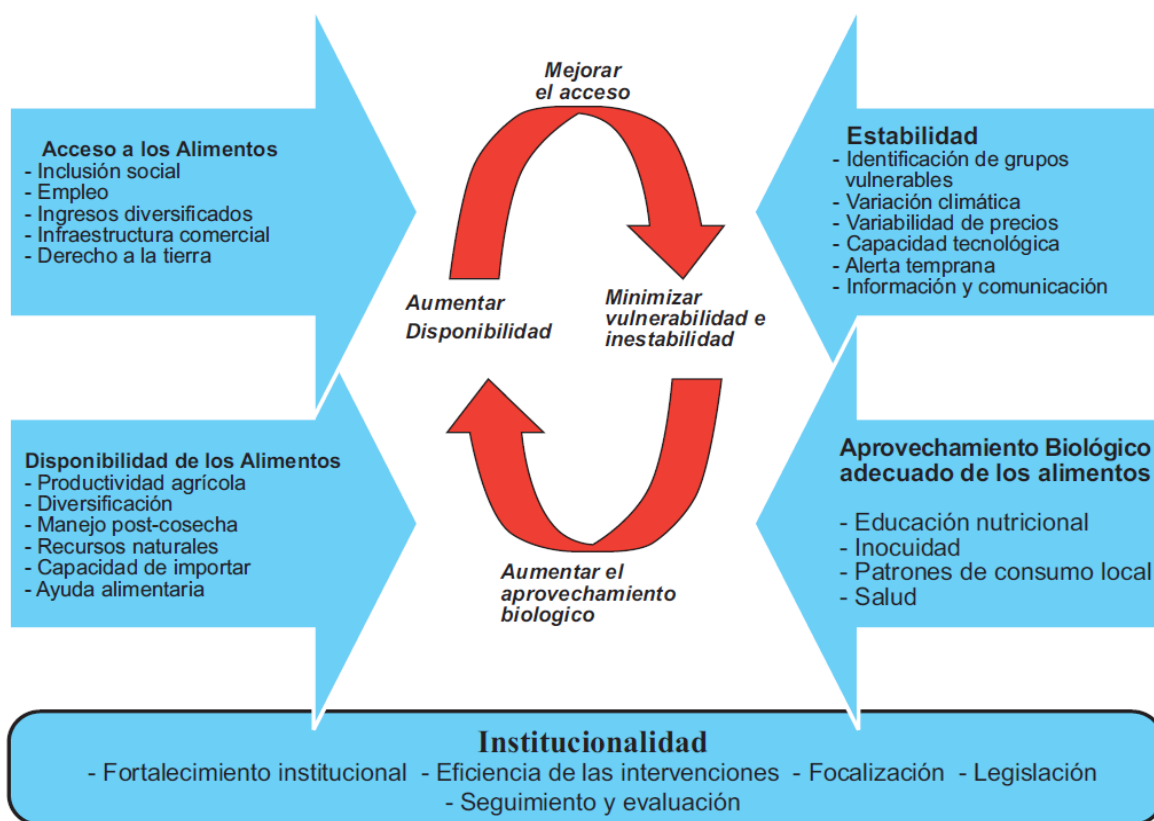 Mejorar
el acceso
Acceso a los Alimentos
- Inclusión social
- Empleo
- Ingresos diversificados
- Infraestructura comercial
- Derecho a la tierra
Estabilidad
- Identificación de grupos
vulnerables
- Variación climática
- Variabilidad de precios
- Capacidad tecnológica
- Alerta temprana
- Información y comunicación
Aumentar
Disponibilidad
Minimizar
vulnerabilidad e
inestabilidad
Disponibilidad de los Alimentos
- Productividad agrícola
- Diversificación
- Manejo post-cosecha
- Recursos naturales
- Capacidad de importar
- Ayuda alimentaria
Aprovechamiento Biológico
adecuado de los alimentos
- Educación nutricional
- Inocuidad
- Patrones de consumo local
- Salud
Aumentar el
aprovechamiento
biologico
Institucionalidad
- Fortalecimiento institucional - Eficiencia de las intervenciones - Focalización - Legislación
- Seguimiento y evaluación